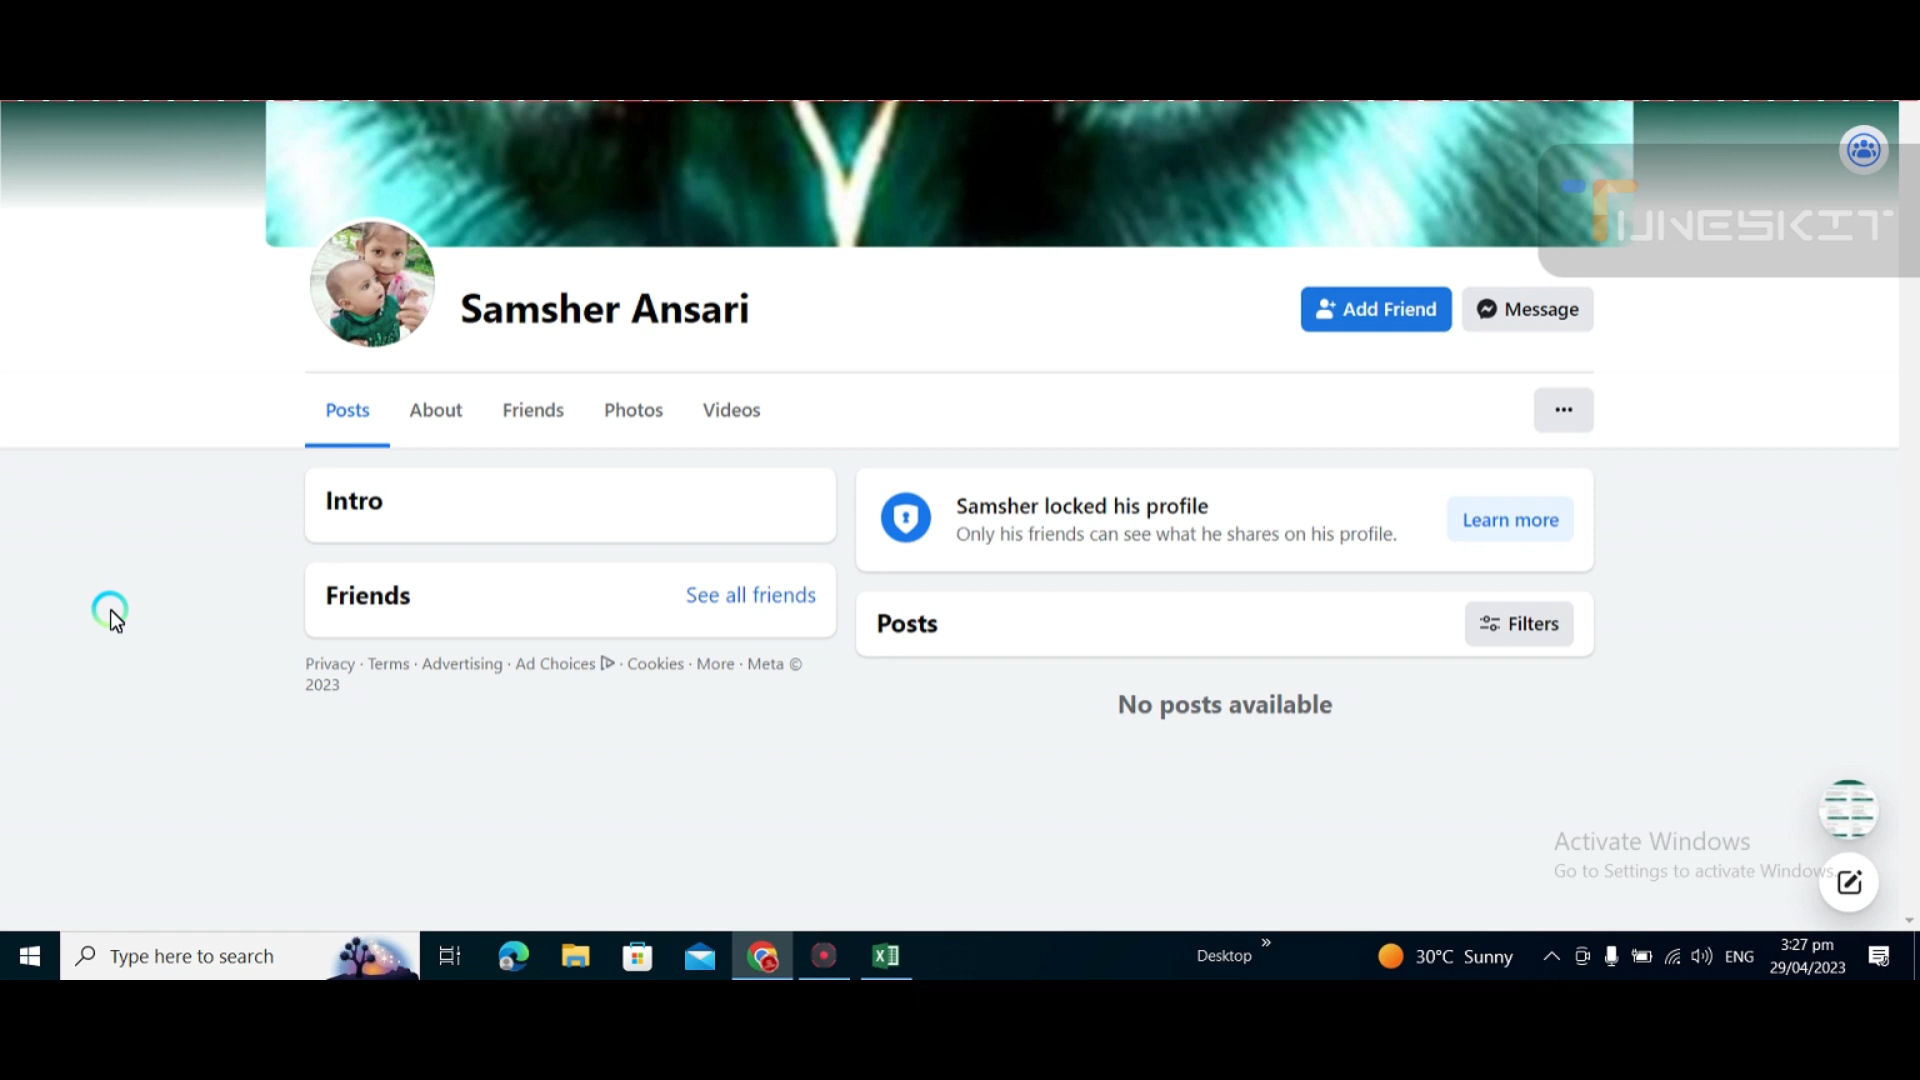 TUNESKIT
Samsher Ansari
Add Friend
Message
Posts
About
Friends
Photos
Videos
Intro
Samsher locked his profile
Only his friends can see what he shares on his profile.
Learn more
Friends
See all friends
Posts
Filters
Privacy · Terms · Advertising · Ad Choices · Cookies · More · Meta ©
2023
No posts available
Activate Windows
Go to Settings to activate Windows.
Type here to search
Desktop
30°C Sunny
ENG
3:27 pm
29/04/2023